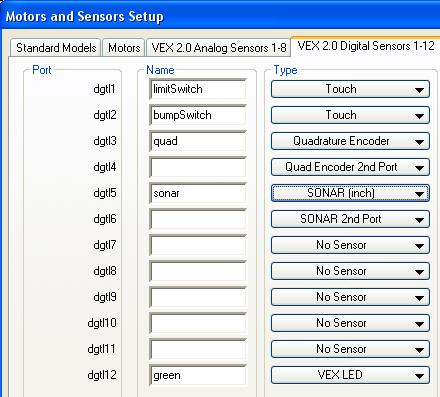 Motors and Sensors Setup
Standard Models Motors VEX 2.0 Analog Sensors 1-8 VEX 2.0 Digital Sensors 1-12
Port Name Type
dgtl1 limitSwitch Touch
dgtl2 bumpSwitch Touch
dgtl3 quad Quadrature Encoder
dgtl4 Quad Encoder 2nd Port
dgtl5 sonar SONAR (inch)
dgtl6 SONAR 2nd Port
dgtl7 No Sensor
dgtl8 No Sensor
dgtl9 No Sensor
dgtl10 No Sensor
dgtl11 No Sensor
dgtl12 green VEX LED